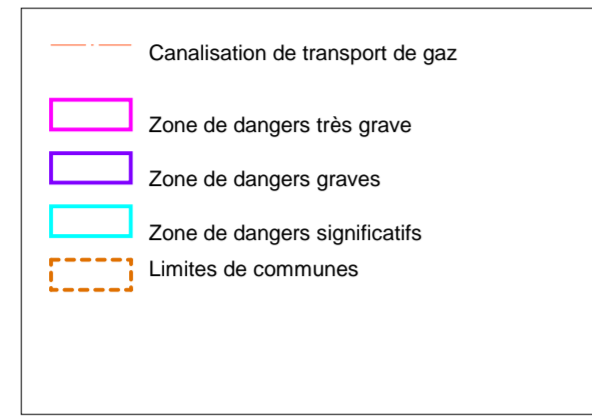 Canalisation de transport de gaz
Zone de dangers très grave
Zone de dangers graves
Zone de dangers significatifs
Limites de communes